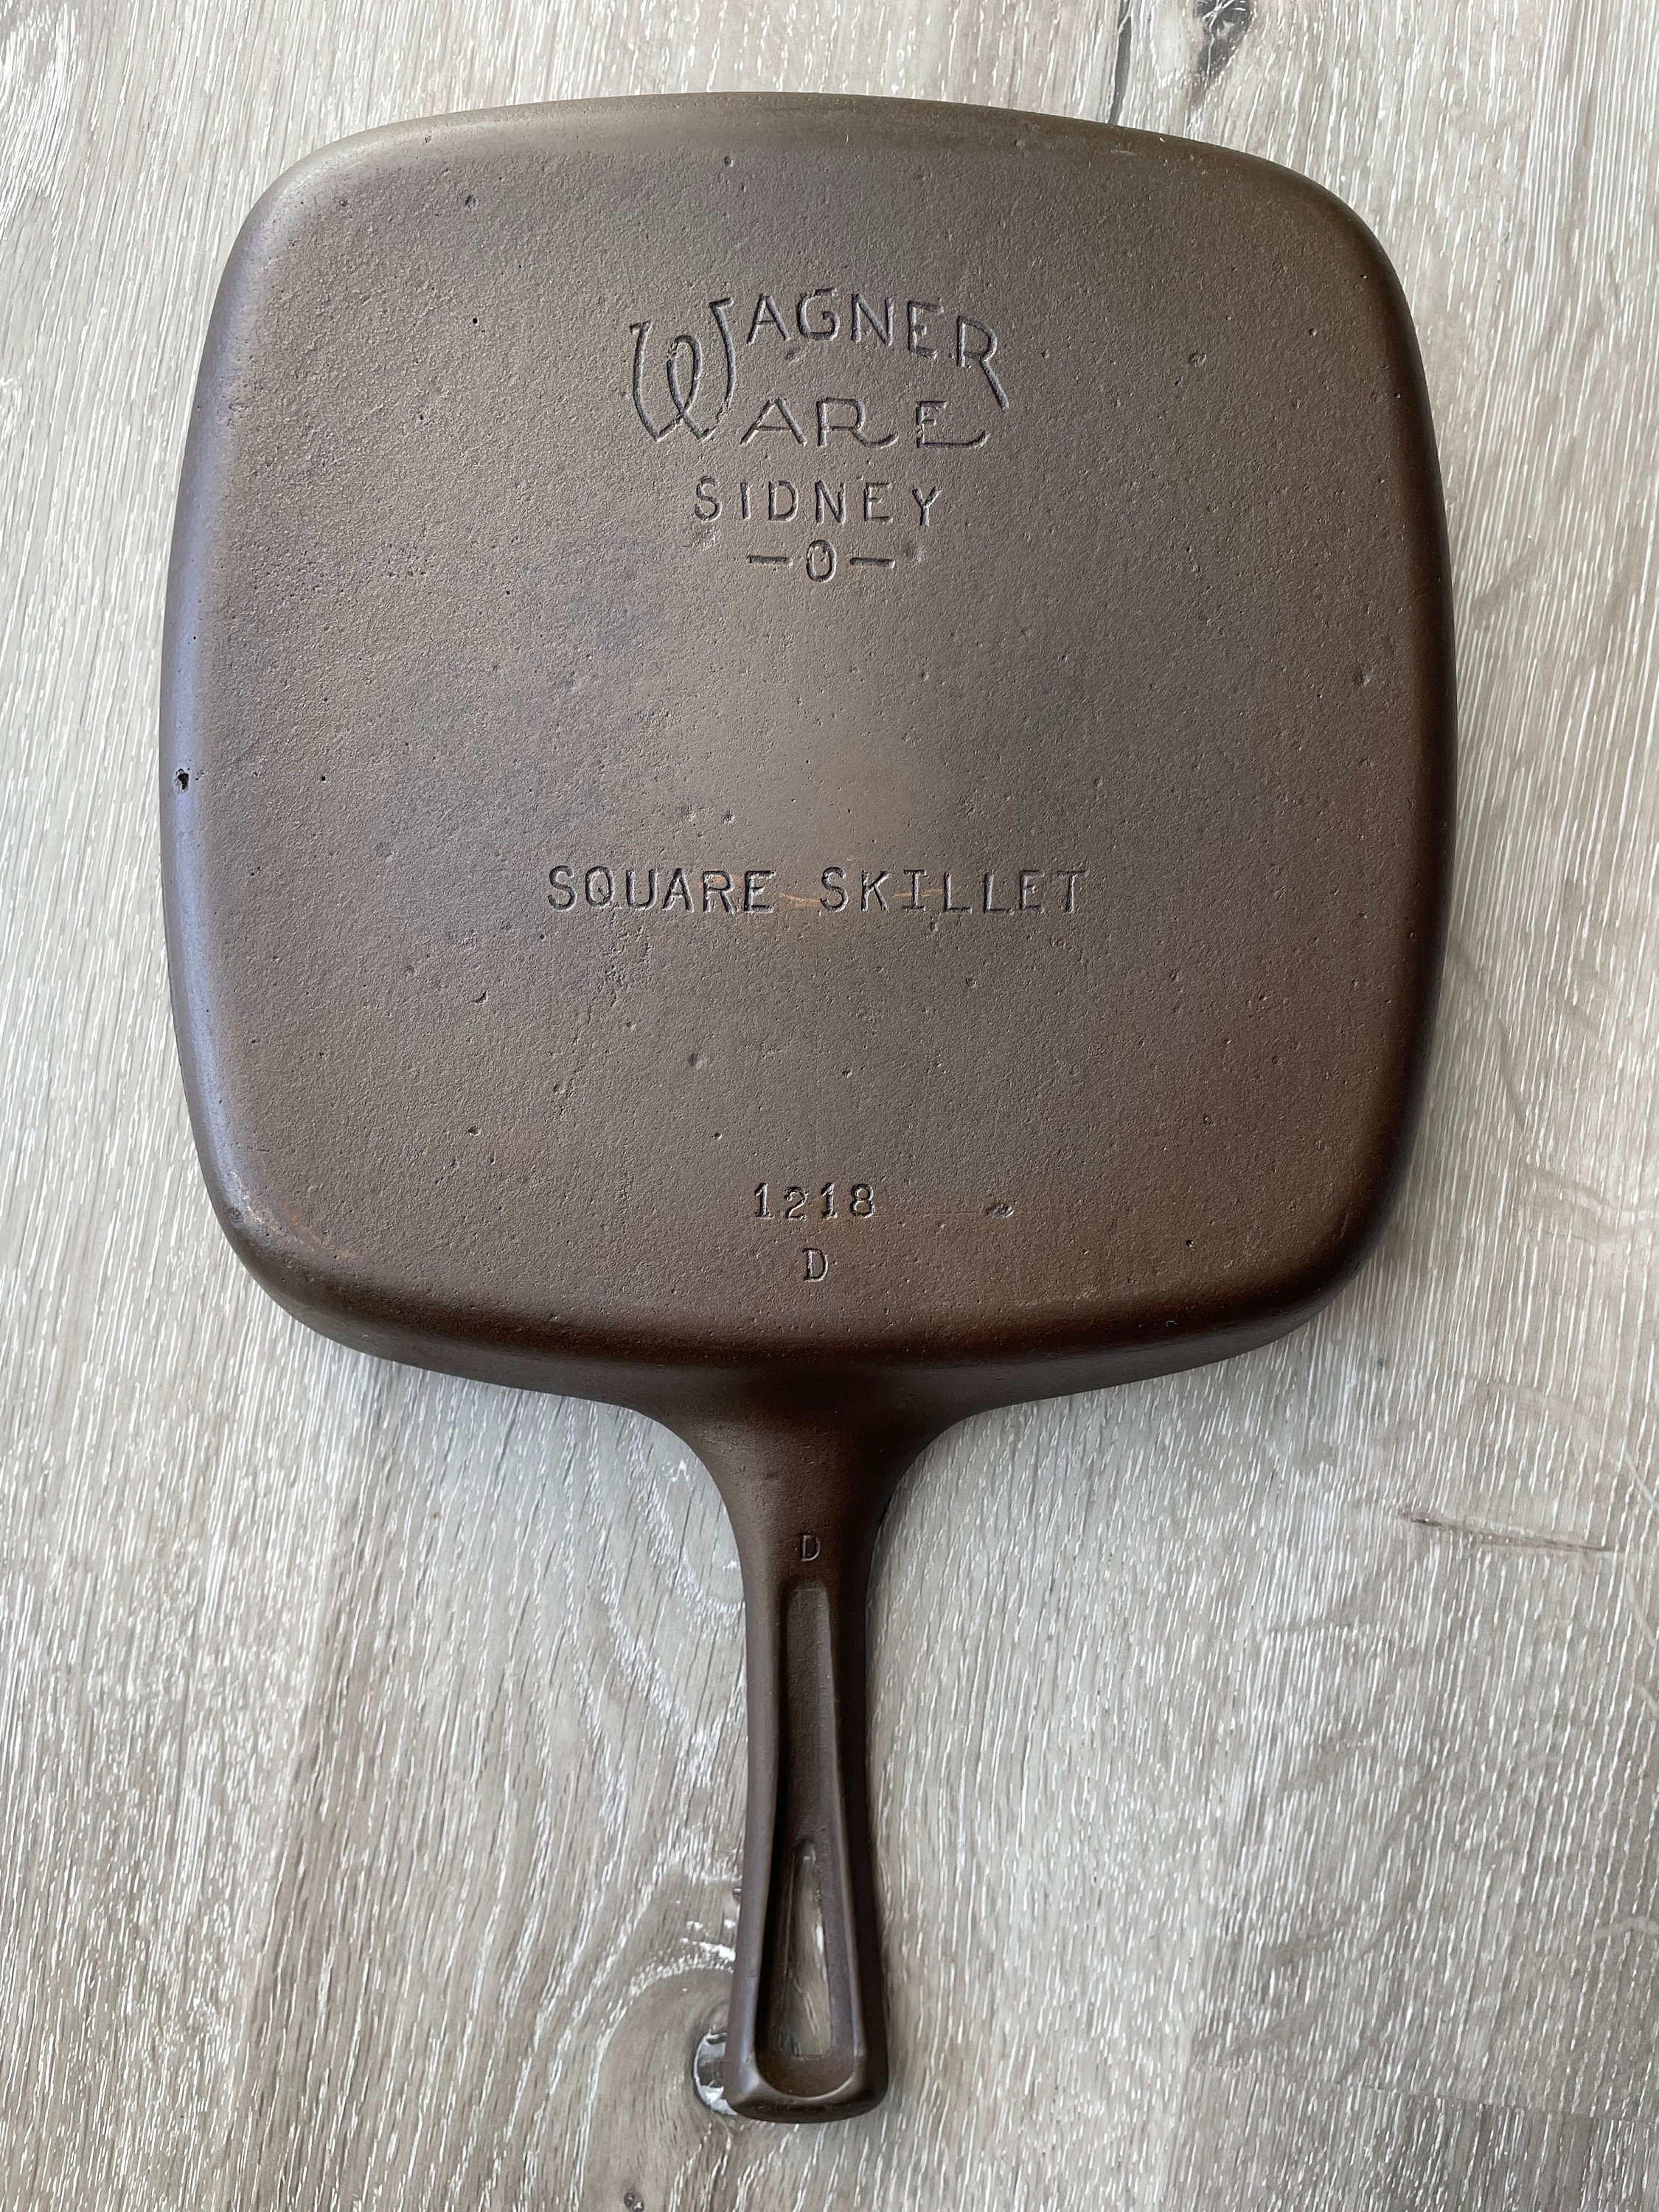 WAGNER
WARE
SIDNEY
-O-
SQUARE SKILLET
1218
D
D